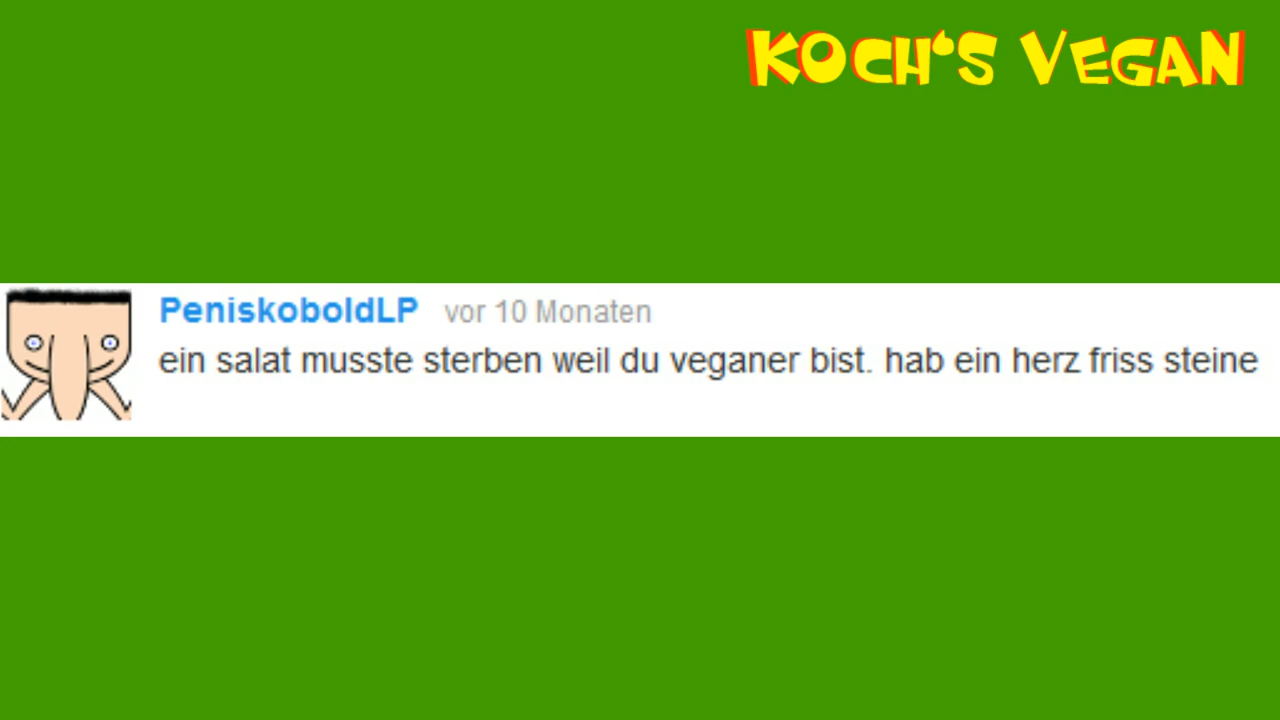 KOCH'S VEGAN
PeniskoboldLP vor 10 Monaten
ein salat musste sterben weil du veganer bist. hab ein herz friss steine